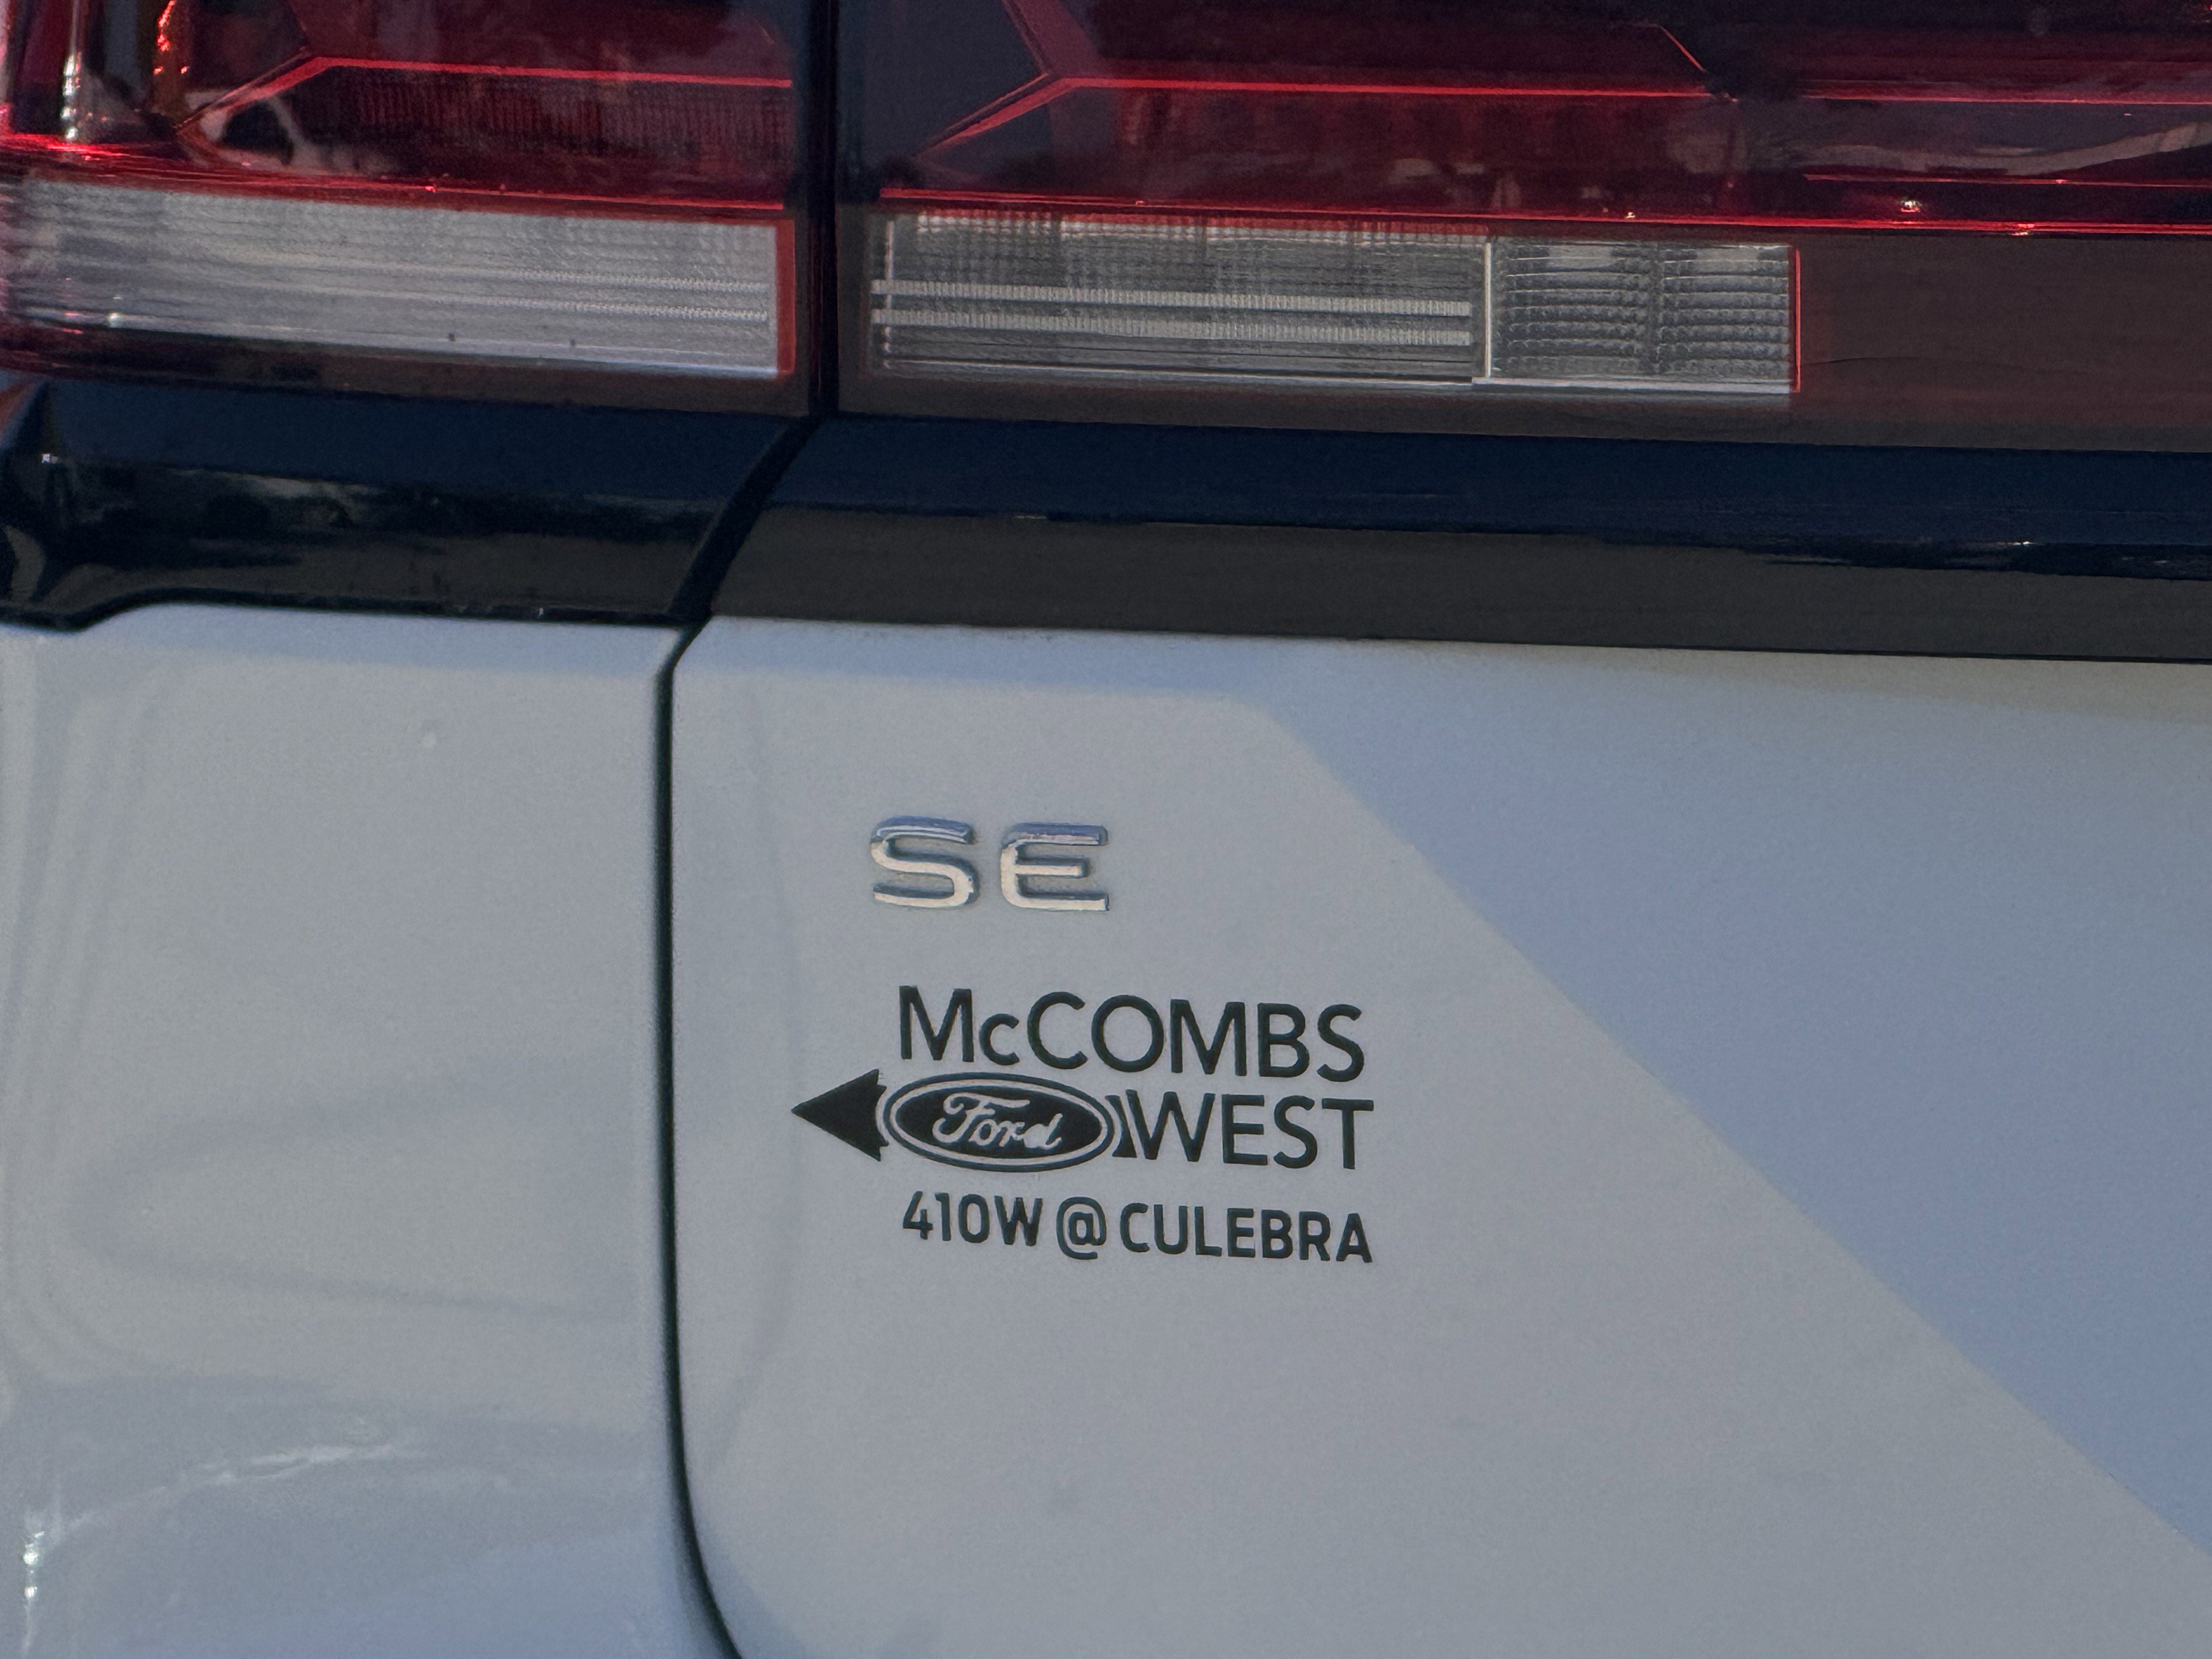 SE
McCOMBS
Ford WEST
410W @ CULEBRA